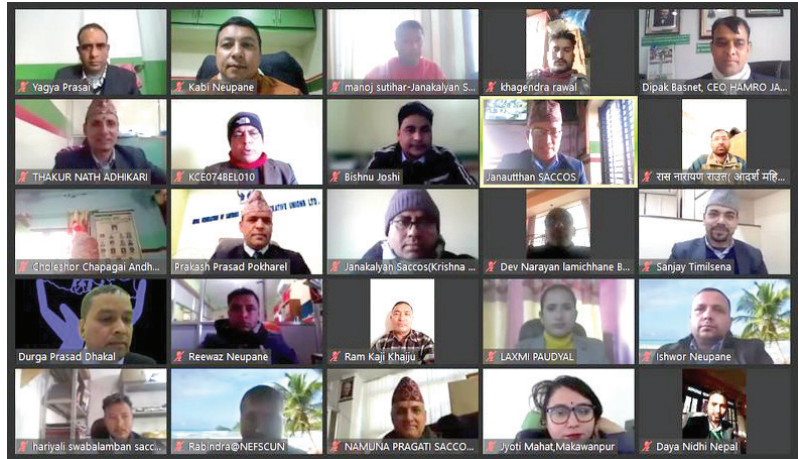 Yagya Prasai
Kabi Neupane
manoj sutihar-Janakalyan S...
khagendra rawal
Dipak Basnet, CEO HAMRO JA...
THAKUR NATH ADHIKARI
KCE074BEL010
Bishnu Joshi
Janautthan SACCOS
रास नारायण राउत( आदर्श महि...
Choleshor Chapagai Andh...
RATIVE UNIONS LTD.
Prakash Prasad Pokharel
Janakalyan Saccos(Krishna ...
Dev Narayan lamichhane B...
Sanjay Timilsena
Durga Prasad Dhakal
Reewaz Neupane
Ram Kaji Khajju
LAXMI PAUDYAL
Ishwor Neupane
hariyali swabalamban sacc...
Rabindra@NEFSCUN
NAMUNA PRAGATI SACCO...
Jyoti Mahat,Makawanpur
Daya Nidhi Nepal